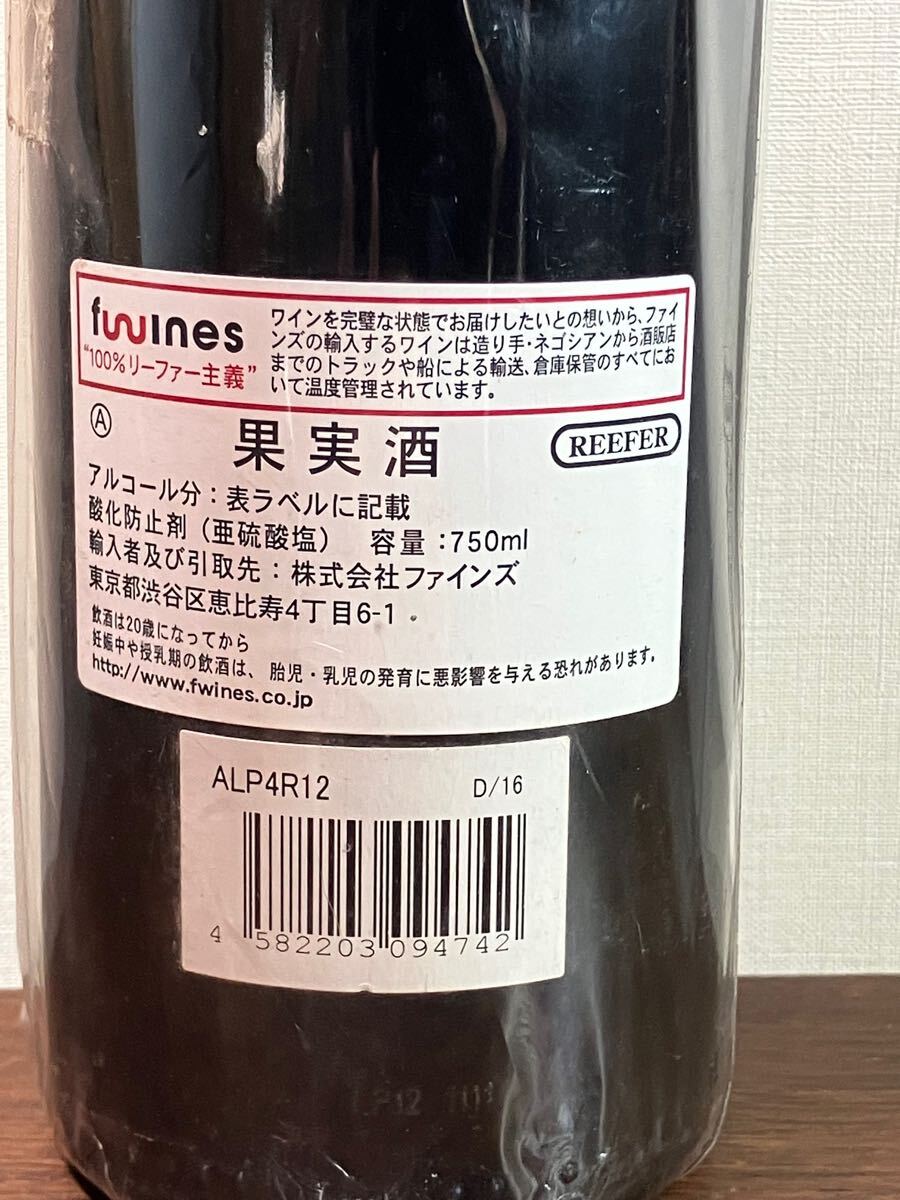 fwines
"100%リーファー主義"
ワインを完璧な状態でお届けしたいとの想いから、ファイ
ンズの輸入するワインは造り手・ネゴシアンから酒販店
までのトラックや船による輸送、倉庫保管のすべてにお
いて温度管理されています。
Ⓐ
果実酒
REEFER
アルコール分：表ラベルに記載
酸化防止剤（亜硫酸塩） 容量：750ml
輸入者及び引取先：株式会社ファインズ
東京都渋谷区恵比寿4丁目6-1
飲酒は20歳になってから
妊娠中や授乳期の飲酒は、胎児・乳児の発育に悪影響を与える恐れがあります。
http://www.fwines.co.jp
ALP4R12 D/16
4 582203 094742